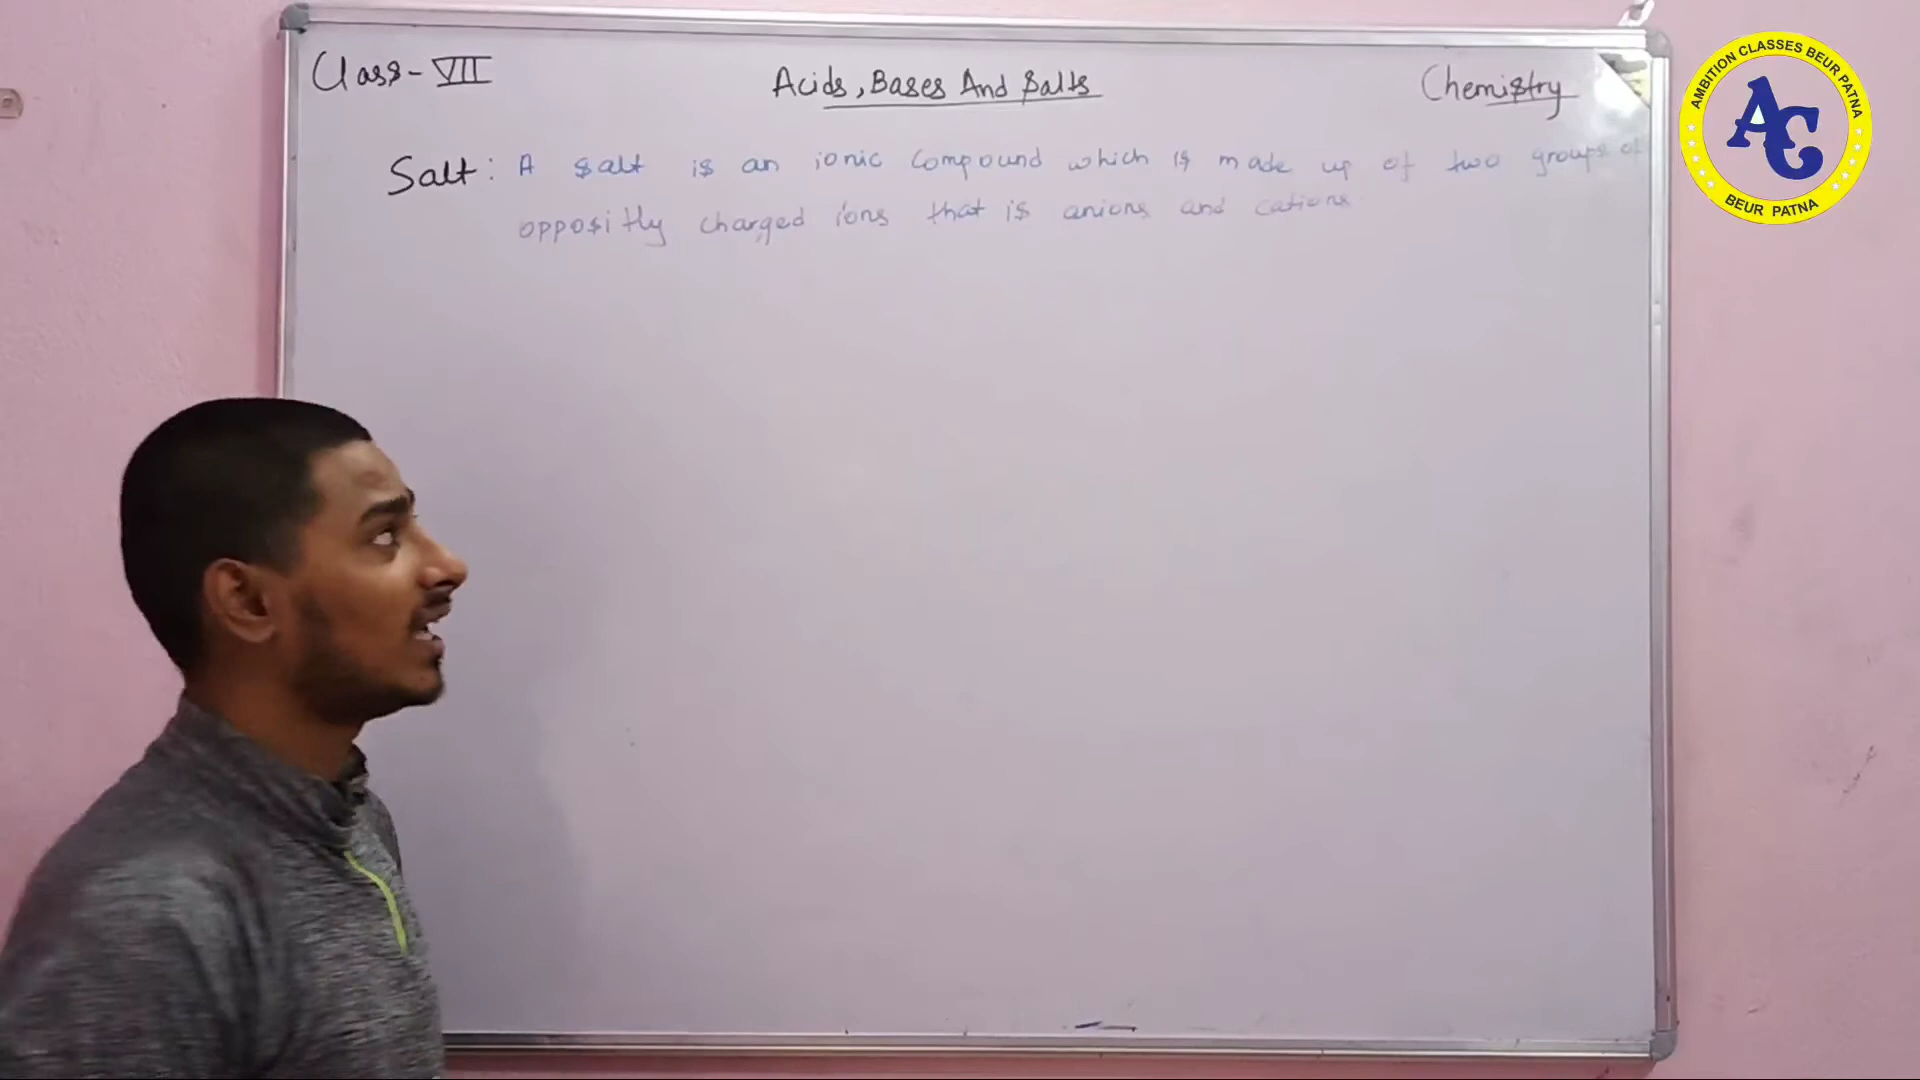 Class - VII
Acids, Bases And Salts
Chemistry
Salt: A salt is an ionic compound which is made up of two groups of
oppositly charged ions that is anions and cations
AMBITION CLASSES BEUR PATNA
AC
BEUR PATNA